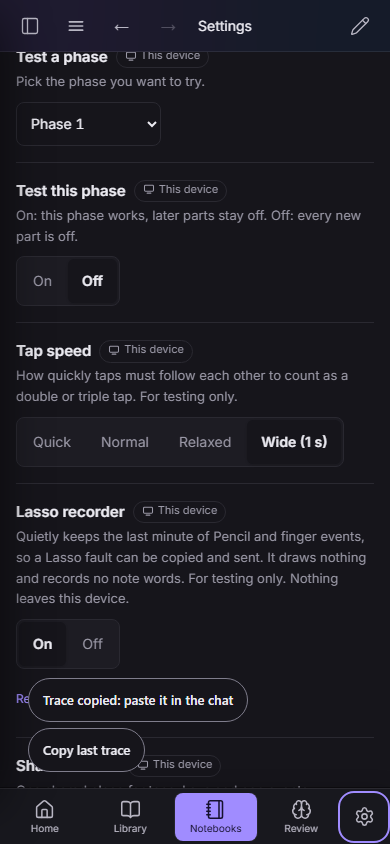 Settings
Test a phase This device
Pick the phase you want to try.
Phase 1
Test this phase This device
On: this phase works, later parts stay off. Off: every new
part is off.
On Off
Tap speed This device
How quickly taps must follow each other to count as a
double or triple tap. For testing only.
Quick Normal Relaxed Wide (1 s)
Lasso recorder This device
Quietly keeps the last minute of Pencil and finger events,
so a Lasso fault can be copied and sent. It draws nothing
and records no note words. For testing only. Nothing
leaves this device.
On Off
Trace copied: paste it in the chat
Copy last trace
This device
Home Library Notebooks Review